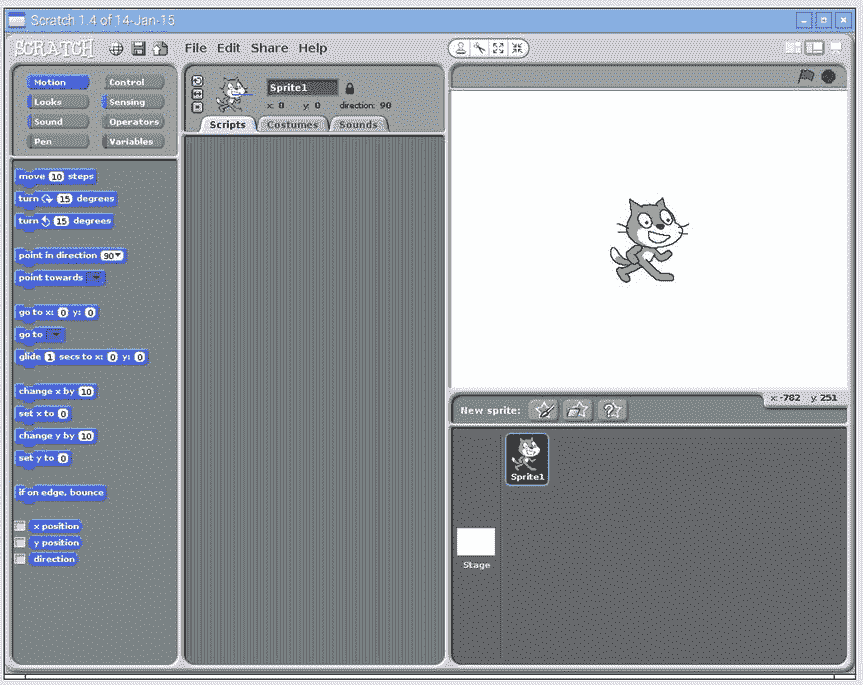 Scratch 1.4 of 14-Jan-15
SCRATCH File Edit Share Help
Motion Control
Looks Sensing
Sound Operators
Pen Variables
Sprite1
x: 0 y: 0 direction: 90
Scripts Costumes Sounds
move 10 steps
turn 15 degrees
turn 15 degrees
point in direction 90
point towards
go to x: 0 y: 0
go to
glide 1 secs to x: 0 y: 0
change x by 10
set x to 0
change y by 10
set y to 0
if on edge, bounce
x position
y position
direction
x: -782 y: 251
New sprite:
Sprite1
Stage